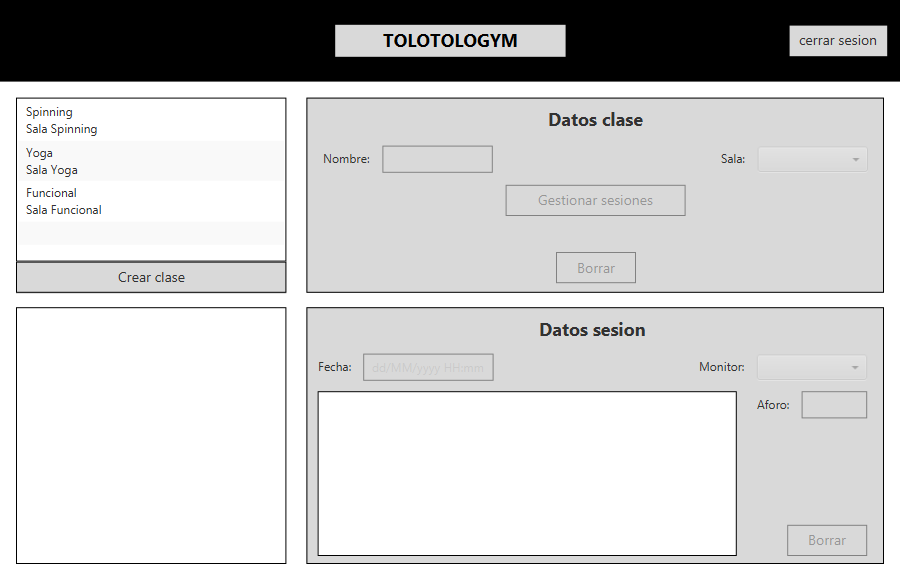 TOLOTOLOGYM
cerrar sesion
Spinning
Sala Spinning
Yoga
Sala Yoga
Funcional
Sala Funcional
Crear clase
Datos clase
Nombre:
Sala:
Gestionar sesiones
Borrar
Datos sesion
Fecha:
dd/MM/yyyy HH:mm
Monitor:
Aforo:
Borrar